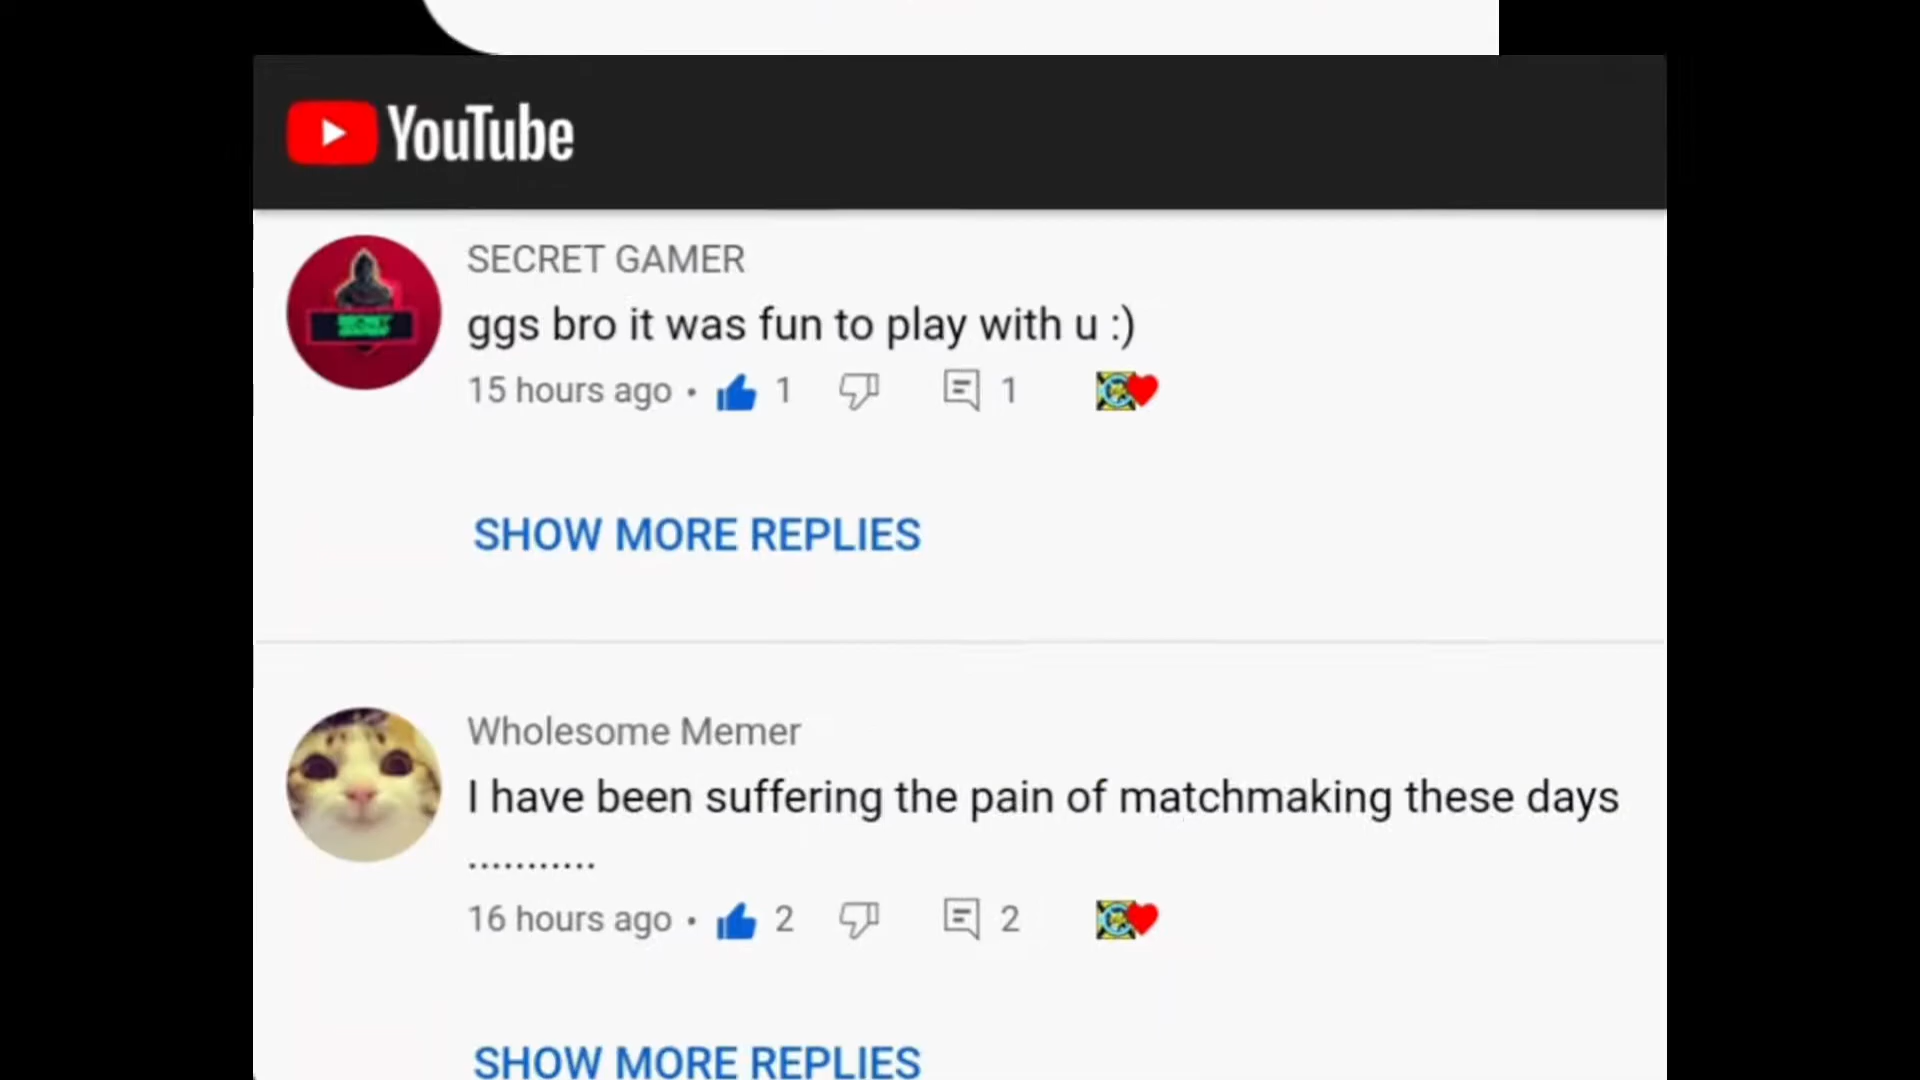 YouTube
SECRET GAMER
ggs bro it was fun to play with u :)
15 hours ago • 1 1
SHOW MORE REPLIES
Wholesome Memer
I have been suffering the pain of matchmaking these days
...........
16 hours ago • 2 2
SHOW MORE REPLIES